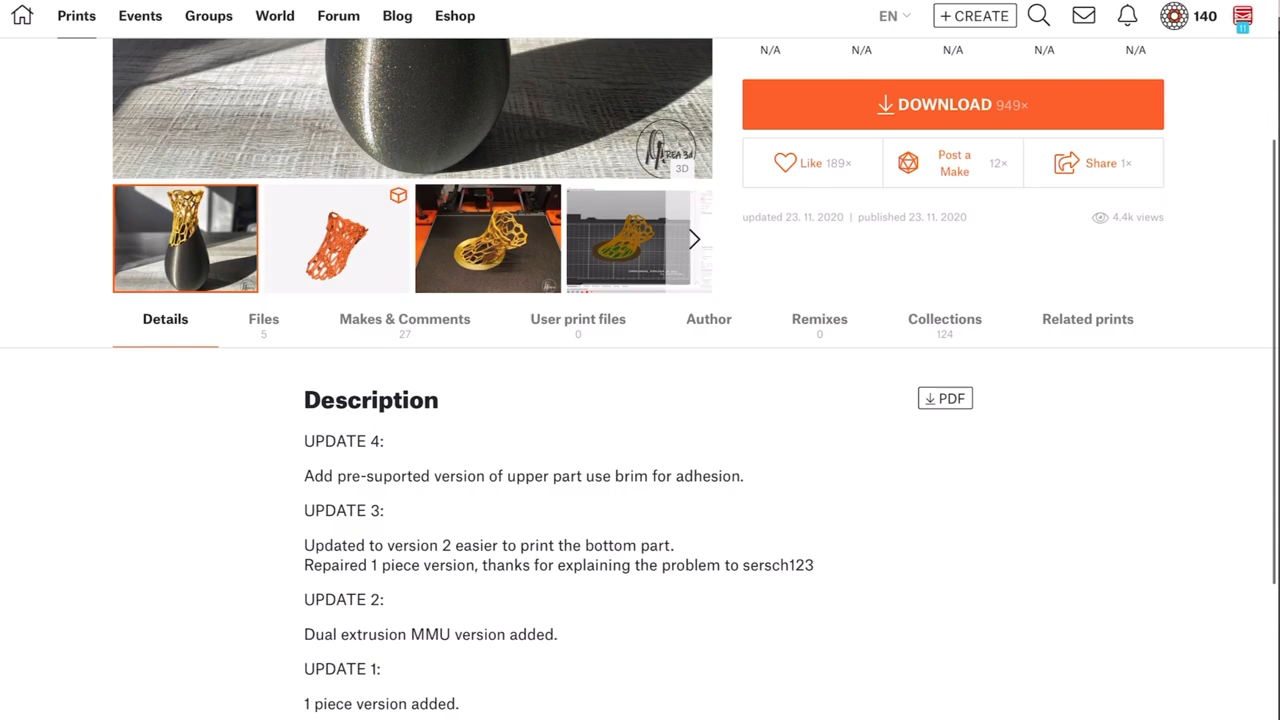 Prints Events Groups World Forum Blog Eshop EN + CREATE 140
11
N/A N/A N/A N/A N/A
DOWNLOAD 949×
Like 189× Post a Make 12× Share 1×
3D
updated 23. 11. 2020 | published 23. 11. 2020 4.4k views
Details Files Makes & Comments User print files Author Remixes Collections Related prints
5 27 0 0 124
Description PDF
UPDATE 4:
Add pre-suported version of upper part use brim for adhesion.
UPDATE 3:
Updated to version 2 easier to print the bottom part.
Repaired 1 piece version, thanks for explaining the problem to sersch123
UPDATE 2:
Dual extrusion MMU version added.
UPDATE 1:
1 piece version added.